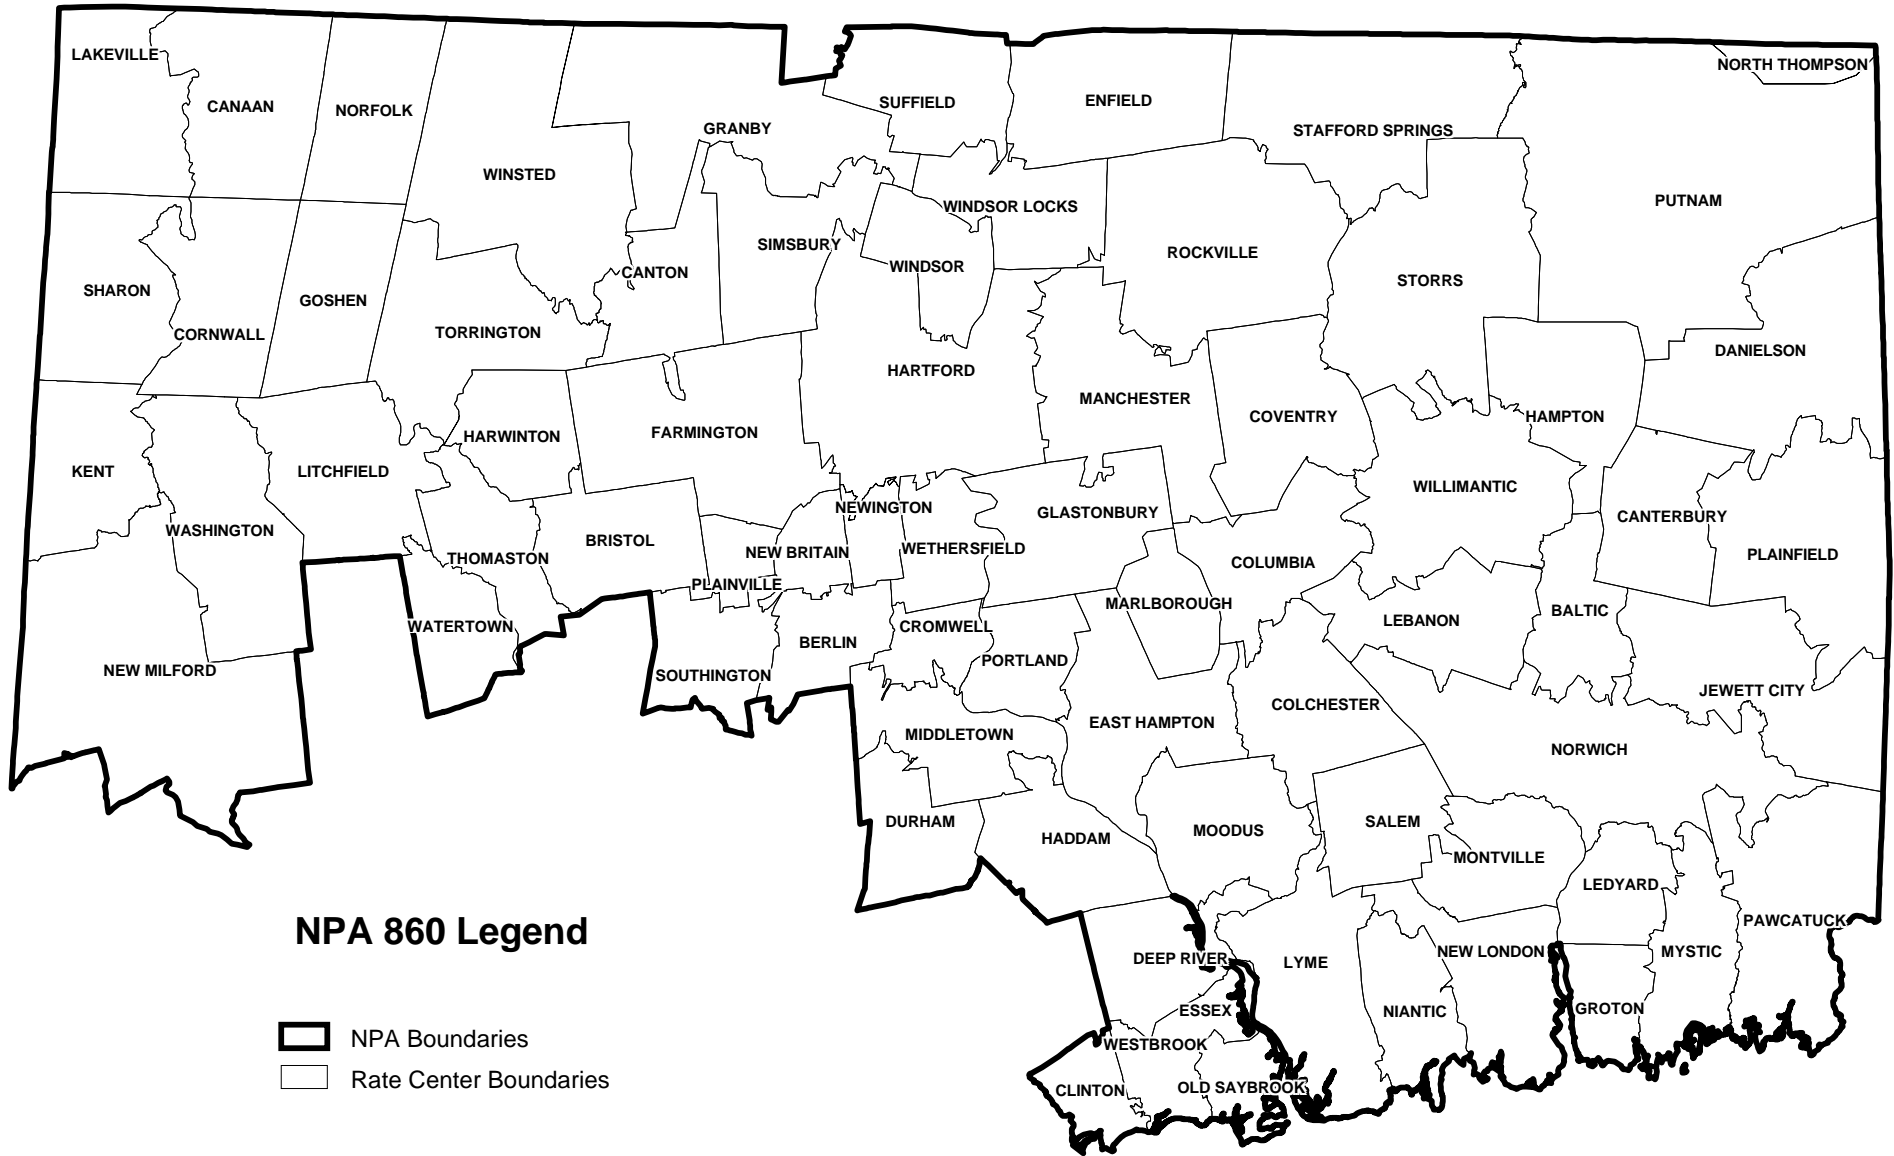 LAKEVILLE
NORTH THOMPSON
CANAAN
NORFOLK
SUFFIELD
ENFIELD
GRANBY
STAFFORD SPRINGS
WINSTED
PUTNAM
WINDSOR LOCKS
SIMSBURY
ROCKVILLE
WINDSOR
CANTON
STORRS
SHARON
GOSHEN
CORNWALL
TORRINGTON
DANIELSON
HARTFORD
MANCHESTER
COVENTRY
HAMPTON
HARWINTON
FARMINGTON
KENT
LITCHFIELD
WILLIMANTIC
NEWINGTON
GLASTONBURY
CANTERBURY
WASHINGTON
BRISTOL
NEW BRITAIN
WETHERSFIELD
PLAINFIELD
THOMASTON
COLUMBIA
PLAINVILLE
MARLBOROUGH
BALTIC
LEBANON
WATERTOWN
CROMWELL
BERLIN
PORTLAND
NEW MILFORD
SOUTHINGTON
JEWETT CITY
COLCHESTER
EAST HAMPTON
MIDDLETOWN
NORWICH
DURHAM
SALEM
MOODUS
HADDAM
MONTVILLE
LEDYARD
PAWCATUCK
NPA 860 Legend
NEW LONDON
MYSTIC
DEEP RIVER
LYME
ESSEX
NIANTIC
GROTON
NPA Boundaries
WESTBROOK
Rate Center Boundaries
OLD SAYBROOK
CLINTON